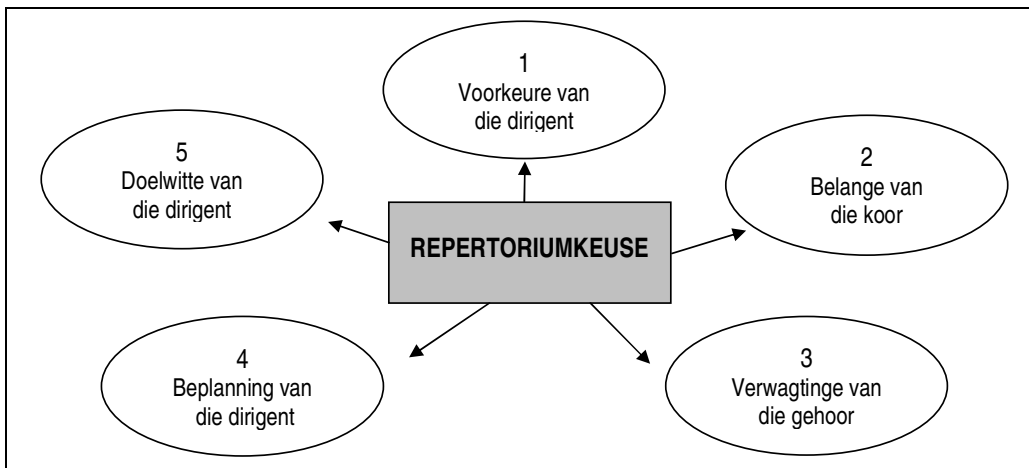 1
Voorkeure van
die dirigent
5
Doelwitte van
die dirigent
2
Belange van
die koor
REPERTORIUMKEUSE
4
Beplanning van
die dirigent
3
Verwagtinge van
die gehoor